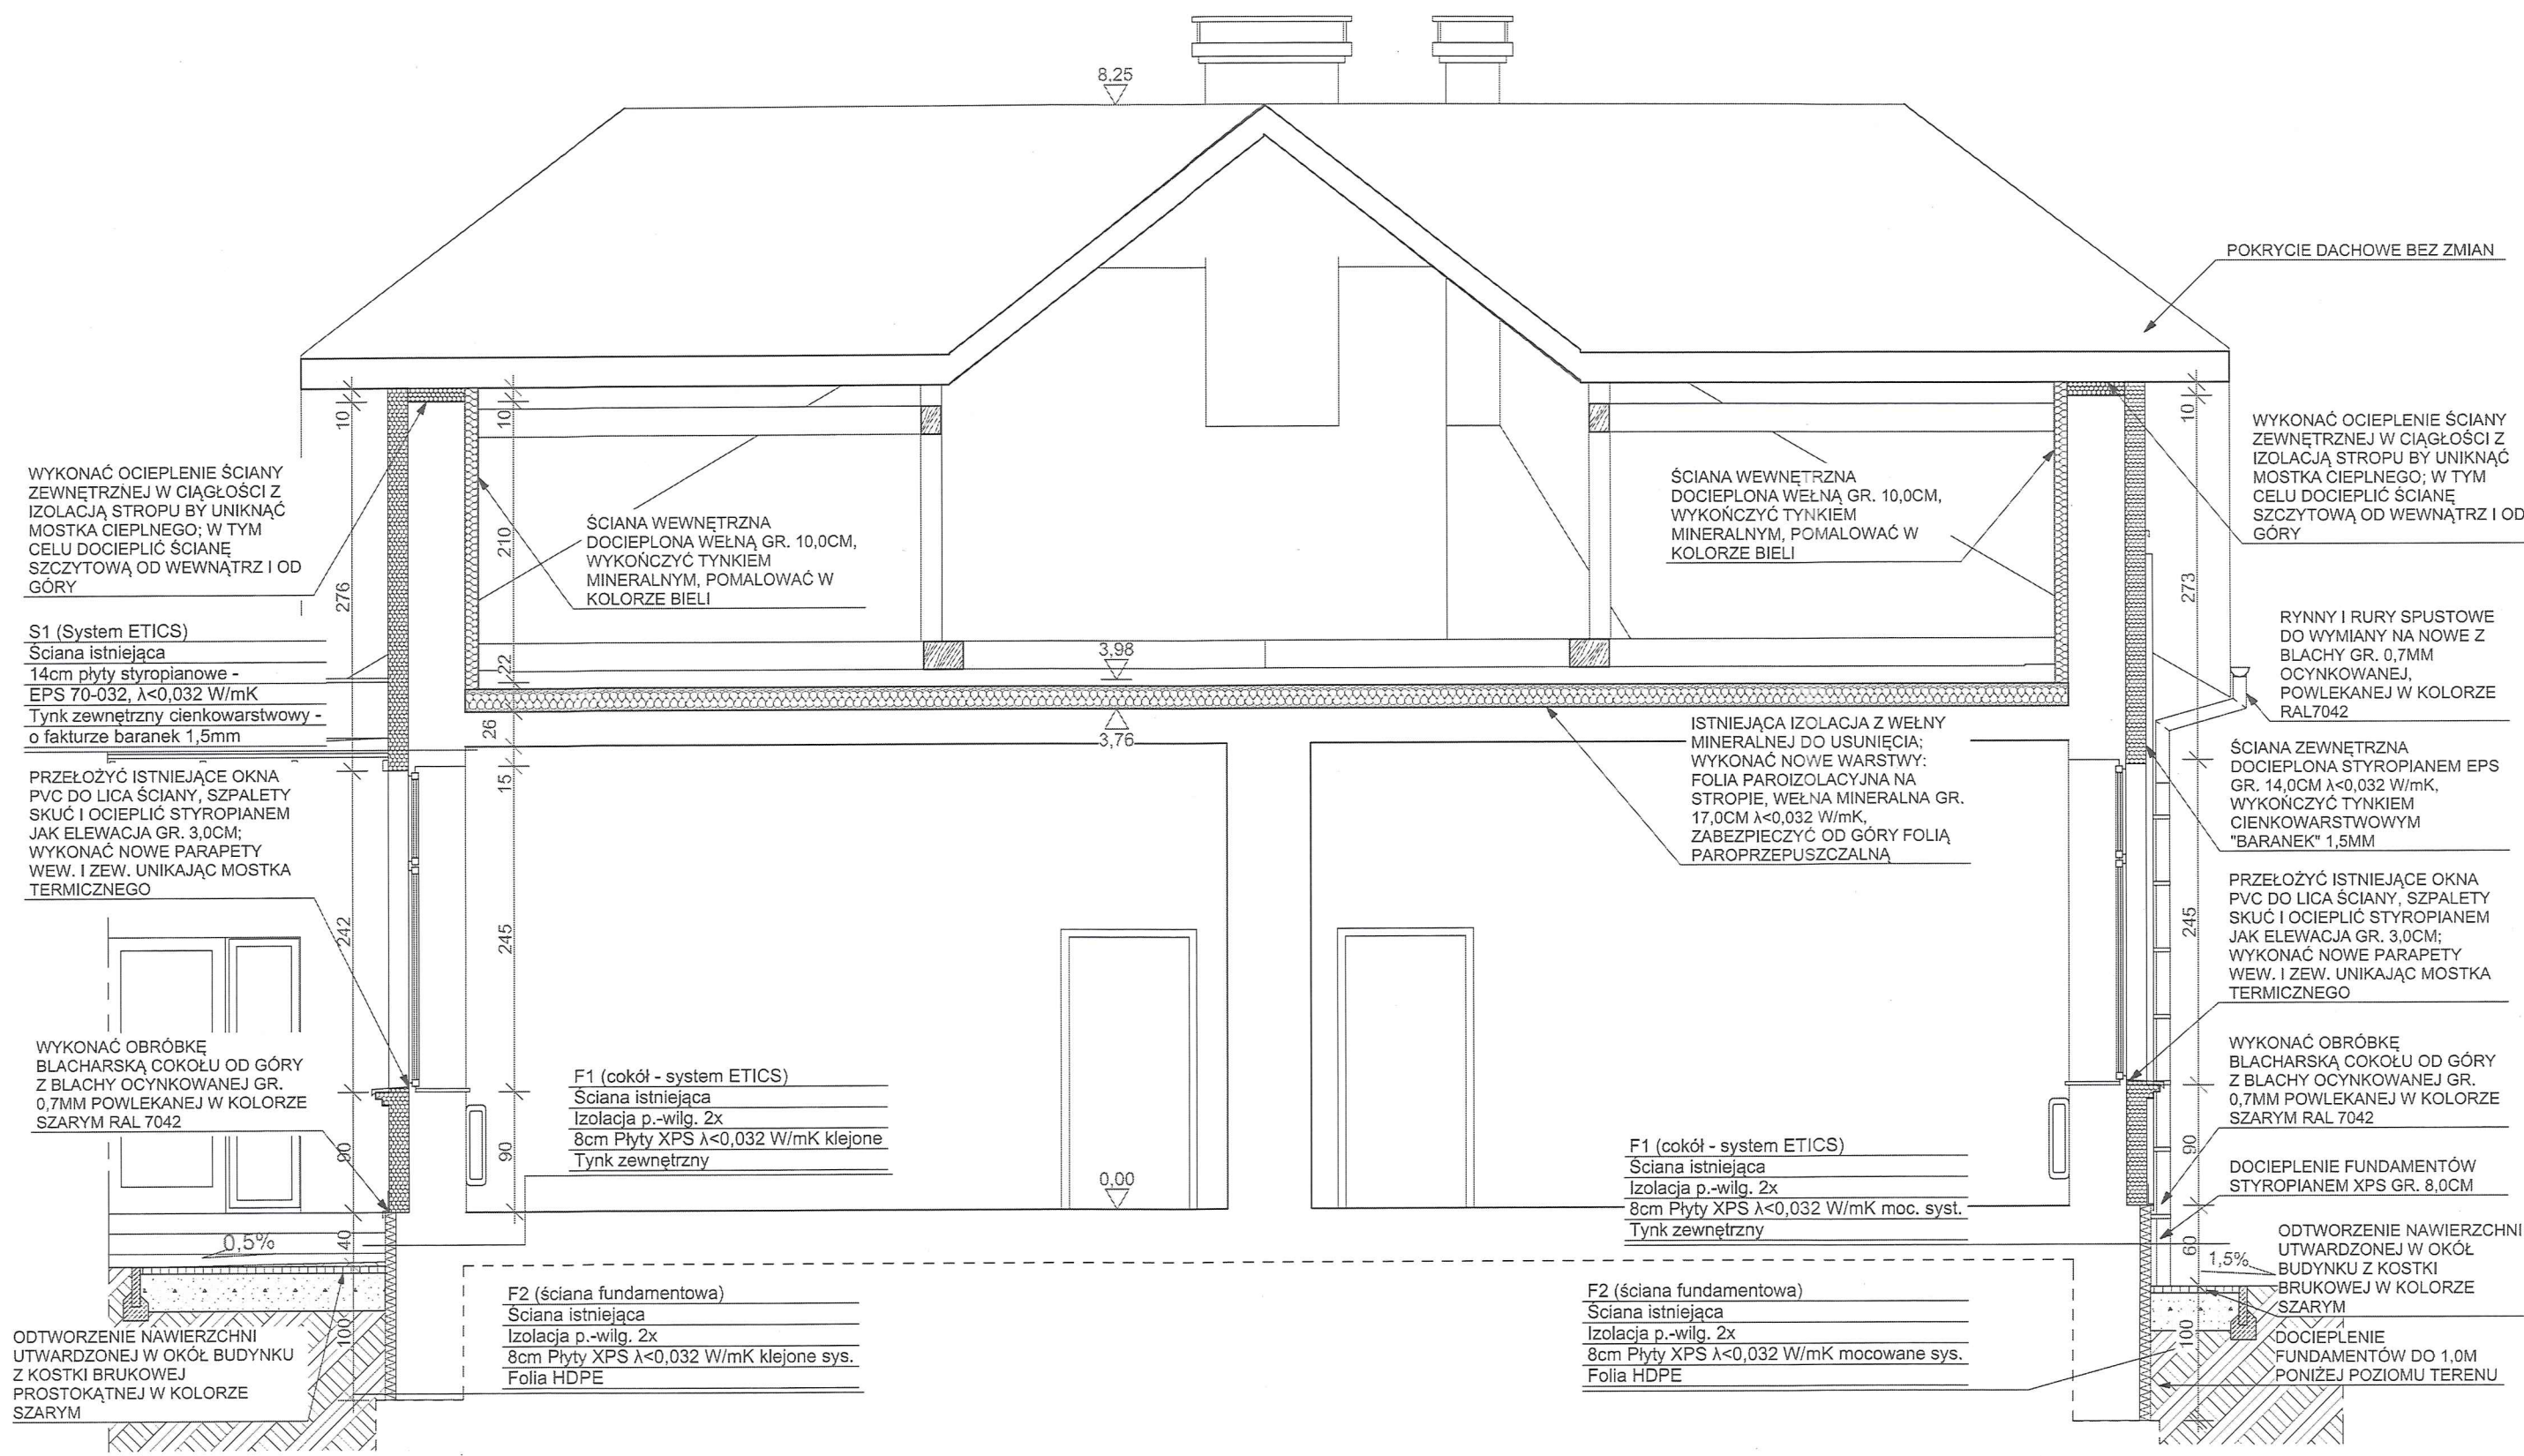 8,25
POKRYCIE DACHOWE BEZ ZMIAN
10
10
10
WYKONAĆ OCIEPLENIE ŚCIANY
ZEWNĘTRZNEJ W CIĄGŁOŚCI Z
IZOLACJĄ STROPU BY UNIKNĄĆ
MOSTKA CIEPLNEGO; W TYM
CELU DOCIEPLIĆ ŚCIANĘ
SZCZYTOWĄ OD WEWNĄTRZ I OD
GÓRY
276
210
ŚCIANA WEWNĘTRZNA
DOCIEPLONA WEŁNĄ GR. 10,0CM,
WYKOŃCZYĆ TYNKIEM
MINERALNYM, POMALOWAĆ W
KOLORZE BIELI
ŚCIANA WEWNĘTRZNA
DOCIEPLONA WEŁNĄ GR. 10,0CM,
WYKOŃCZYĆ TYNKIEM
MINERALNYM, POMALOWAĆ W
KOLORZE BIELI
WYKONAĆ OCIEPLENIE ŚCIANY
ZEWNĘTRZNEJ W CIĄGŁOŚCI Z
IZOLACJĄ STROPU BY UNIKNĄĆ
MOSTKA CIEPLNEGO; W TYM
CELU DOCIEPLIĆ ŚCIANĘ
SZCZYTOWĄ OD WEWNĄTRZ I OD
GÓRY
273
S1 (System ETICS)
Ściana istniejąca
14cm płyty styropianowe -
EPS 70-032, λ<0,032 W/mK
Tynk zewnętrzny cienkowarstwowy -
o fakturze baranek 1,5mm
22
3,98
26
3,76
RYNNY I RURY SPUSTOWE
DO WYMIANY NA NOWE Z
BLACHY GR. 0,7MM
OCYNKOWANEJ,
POWLEKANEJ W KOLORZE
RAL7042
ISTNIEJĄCA IZOLACJA Z WEŁNY
MINERALNEJ DO USUNIĘCIA;
WYKONAĆ NOWE WARSTWY:
FOLIA PAROIZOLACYJNA NA
STROPIE, WEŁNA MINERALNA GR.
17,0CM λ<0,032 W/mK,
ZABEZPIECZYĆ OD GÓRY FOLIĄ
PAROPRZEPUSZCZALNĄ
ŚCIANA ZEWNĘTRZNA
DOCIEPLONA STYROPIANEM EPS
GR. 14,0CM λ<0,032 W/mK,
WYKOŃCZYĆ TYNKIEM
CIENKOWARSTWOWYM
"BARANEK" 1,5MM
PRZEŁOŻYĆ ISTNIEJĄCE OKNA
PVC DO LICA ŚCIANY, SZPALETY
SKUĆ I OCIEPLIĆ STYROPIANEM
JAK ELEWACJA GR. 3,0CM;
WYKONAĆ NOWE PARAPETY
WEW. I ZEW. UNIKAJĄC MOSTKA
TERMICZNEGO
15
242
245
245
PRZEŁOŻYĆ ISTNIEJĄCE OKNA
PVC DO LICA ŚCIANY, SZPALETY
SKUĆ I OCIEPLIĆ STYROPIANEM
JAK ELEWACJA GR. 3,0CM;
WYKONAĆ NOWE PARAPETY
WEW. I ZEW. UNIKAJĄC MOSTKA
TERMICZNEGO
WYKONAĆ OBRÓBKĘ
BLACHARSKĄ COKOŁU OD GÓRY
Z BLACHY OCYNKOWANEJ GR.
0,7MM POWLEKANEJ W KOLORZE
SZARYM RAL 7042
90
90
F1 (cokół - system ETICS)
Ściana istniejąca
Izolacja p.-wilg. 2x
8cm Płyty XPS λ<0,032 W/mK klejone
Tynk zewnętrzny
0,00
F1 (cokół - system ETICS)
Ściana istniejąca
Izolacja p.-wilg. 2x
8cm Płyty XPS λ<0,032 W/mK moc. syst.
Tynk zewnętrzny
90
WYKONAĆ OBRÓBKĘ
BLACHARSKĄ COKOŁU OD GÓRY
Z BLACHY OCYNKOWANEJ GR.
0,7MM POWLEKANEJ W KOLORZE
SZARYM RAL 7042
DOCIEPLENIE FUNDAMENTÓW
STYROPIANEM XPS GR. 8,0CM
0,5%
40
60
1,5%
ODTWORZENIE NAWIERZCHNI
UTWARDZONEJ W OKÓŁ
BUDYNKU Z KOSTKI
BRUKOWEJ W KOLORZE
SZARYM
F2 (ściana fundamentowa)
Ściana istniejąca
Izolacja p.-wilg. 2x
8cm Płyty XPS λ<0,032 W/mK klejone sys.
Folia HDPE
F2 (ściana fundamentowa)
Ściana istniejąca
Izolacja p.-wilg. 2x
8cm Płyty XPS λ<0,032 W/mK mocowane sys.
Folia HDPE
ODTWORZENIE NAWIERZCHNI
UTWARDZONEJ W OKÓŁ BUDYNKU
Z KOSTKI BRUKOWEJ
PROSTOKĄTNEJ W KOLORZE
SZARYM
100
100
DOCIEPLENIE
FUNDAMENTÓW DO 1,0M
PONIŻEJ POZIOMU TERENU